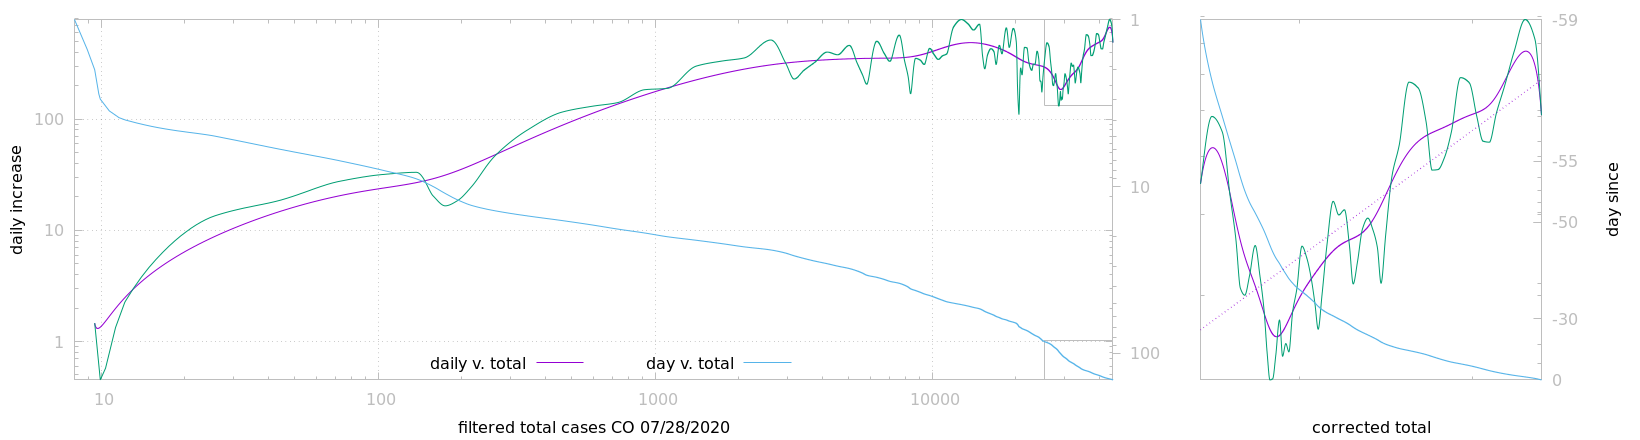 daily increase
100
10
1
10
100
1000
10000
filtered total cases CO 07/28/2020
daily v. total
day v. total
1
10
100
-59
-55
-50
-30
0
day since
corrected total